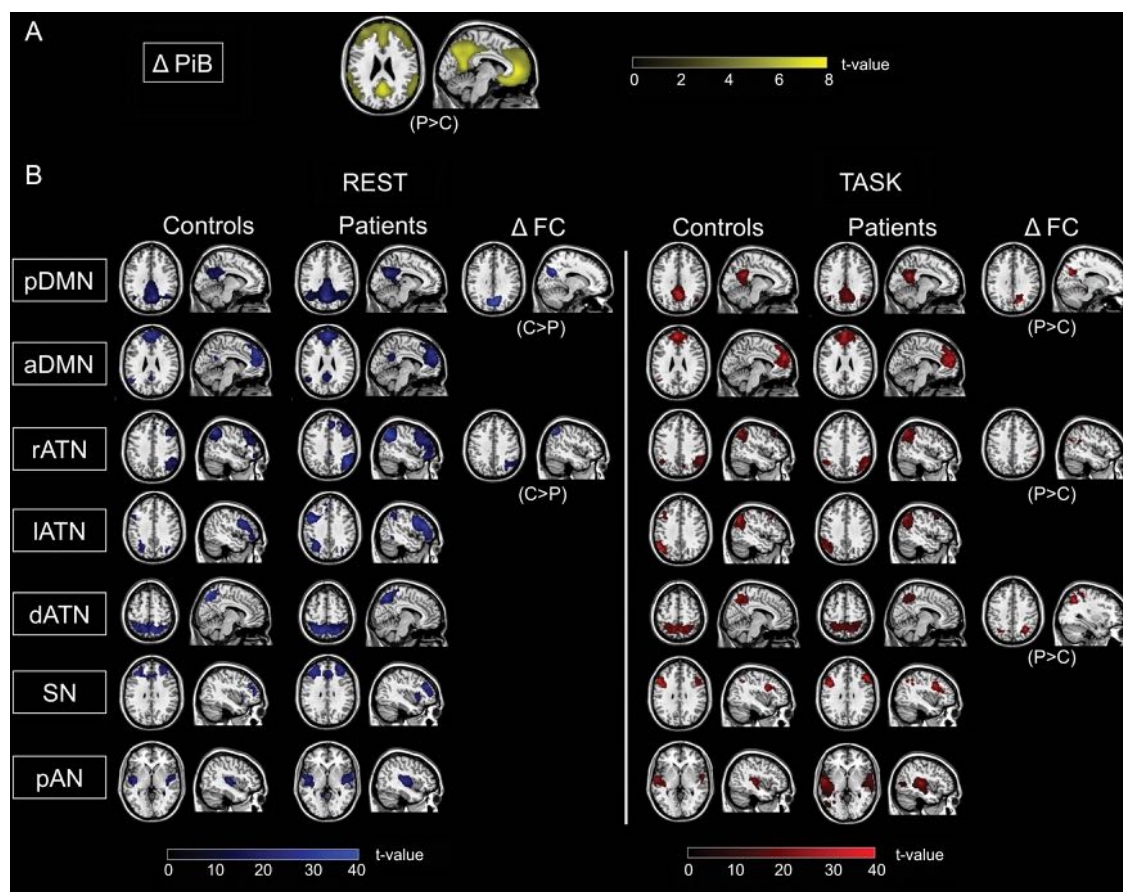 A
Δ PiB
(P>C)
0 2 4 6 8 t-value
B
REST TASK
Controls Patients Δ FC Controls Patients Δ FC
pDMN
(C>P) (P>C)
aDMN
rATN
(C>P) (P>C)
lATN
dATN
(P>C)
SN
pAN
0 10 20 30 40 t-value 0 10 20 30 40 t-value